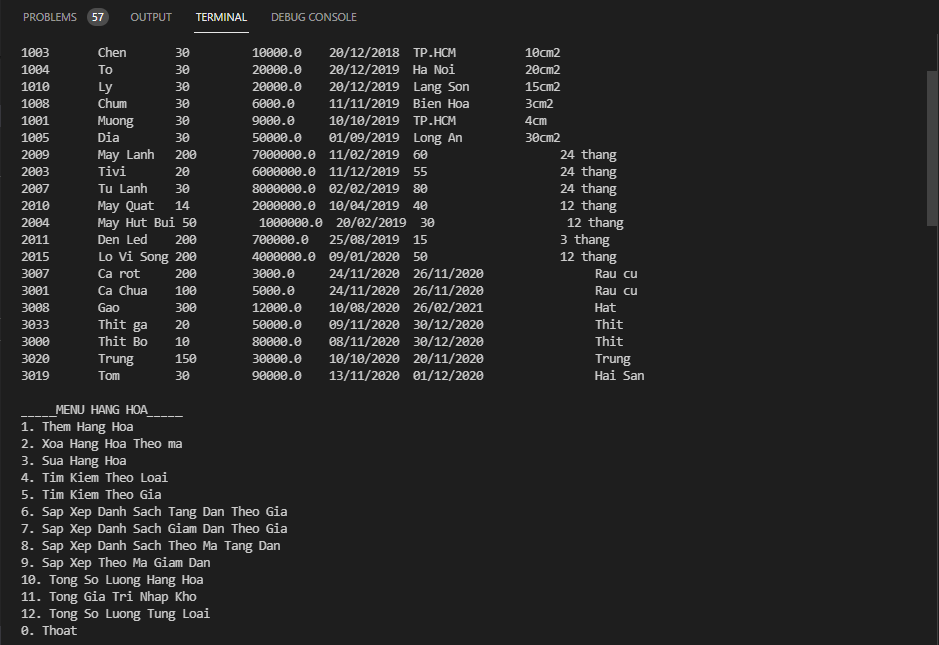 PROBLEMS 57 OUTPUT TERMINAL DEBUG CONSOLE
1003 Chen 30 10000.0 20/12/2018 TP.HCM 10cm2
1004 To 30 20000.0 20/12/2019 Ha Noi 20cm2
1010 Ly 30 20000.0 20/12/2019 Lang Son 15cm2
1008 Chum 30 6000.0 11/11/2019 Bien Hoa 3cm2
1001 Muong 30 9000.0 10/10/2019 TP.HCM 4cm
1005 Dia 30 50000.0 01/09/2019 Long An 30cm2
2009 May Lanh 200 7000000.0 11/02/2019 60 24 thang
2003 Tivi 20 6000000.0 11/12/2019 55 24 thang
2007 Tu Lanh 30 8000000.0 02/02/2019 80 24 thang
2010 May Quat 14 2000000.0 10/04/2019 40 12 thang
2004 May Hut Bui 50 1000000.0 20/02/2019 30 12 thang
2011 Den Led 200 700000.0 25/08/2019 15 3 thang
2015 Lo Vi Song 200 4000000.0 09/01/2020 50 12 thang
3007 Ca rot 200 3000.0 24/11/2020 26/11/2020 Rau cu
3001 Ca Chua 100 5000.0 24/11/2020 26/11/2020 Rau cu
3008 Gao 300 12000.0 10/08/2020 26/02/2021 Hat
3033 Thit ga 20 50000.0 09/11/2020 30/12/2020 Thit
3000 Thit Bo 10 80000.0 08/11/2020 30/12/2020 Thit
3020 Trung 150 30000.0 10/10/2020 20/11/2020 Trung
3019 Tom 30 90000.0 13/11/2020 01/12/2020 Hai San
_____MENU HANG HOA_____
1. Them Hang Hoa
2. Xoa Hang Hoa Theo ma
3. Sua Hang Hoa
4. Tim Kiem Theo Loai
5. Tim Kiem Theo Gia
6. Sap Xep Danh Sach Tang Dan Theo Gia
7. Sap Xep Danh Sach Giam Dan Theo Gia
8. Sap Xep Danh Sach Theo Ma Tang Dan
9. Sap Xep Theo Ma Giam Dan
10. Tong So Luong Hang Hoa
11. Tong Gia Tri Nhap Kho
12. Tong So Luong Tung Loai
0. Thoat